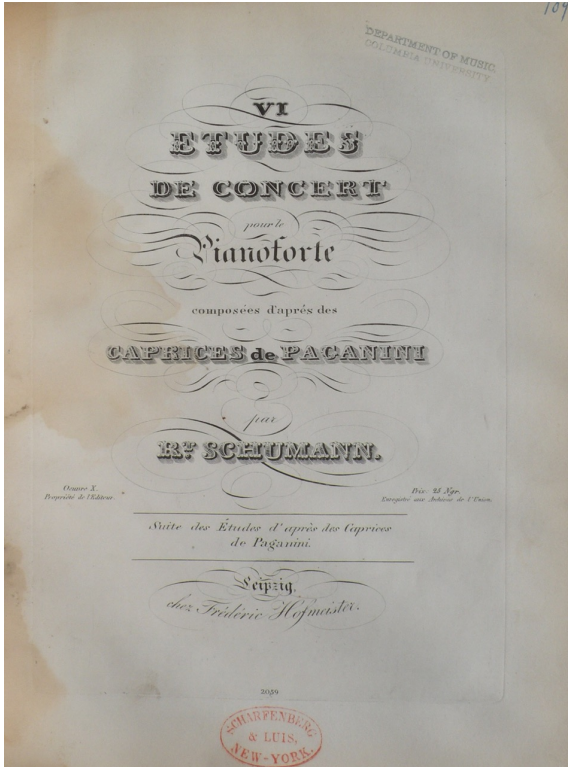 109
DEPARTMENT OF MUSIC,
COLUMBIA UNIVERSITY
VI
ETUDES
DE CONCERT
pour le
Pianoforte
composées d'aprés des
CAPRICES de PAGANINI
par
Rt. SCHUMANN.
Oeuvre X.
Propriété de l'Editeur.
Prix 25 Ngr.
Enregistré aux Archives de l'Union.
Suite des Études d'après des Caprices
de Paganini.
Leipzig,
chez Frédéric Hofmeister.
2059.
SCHARFENBERG
& LUIS,
NEW-YORK.